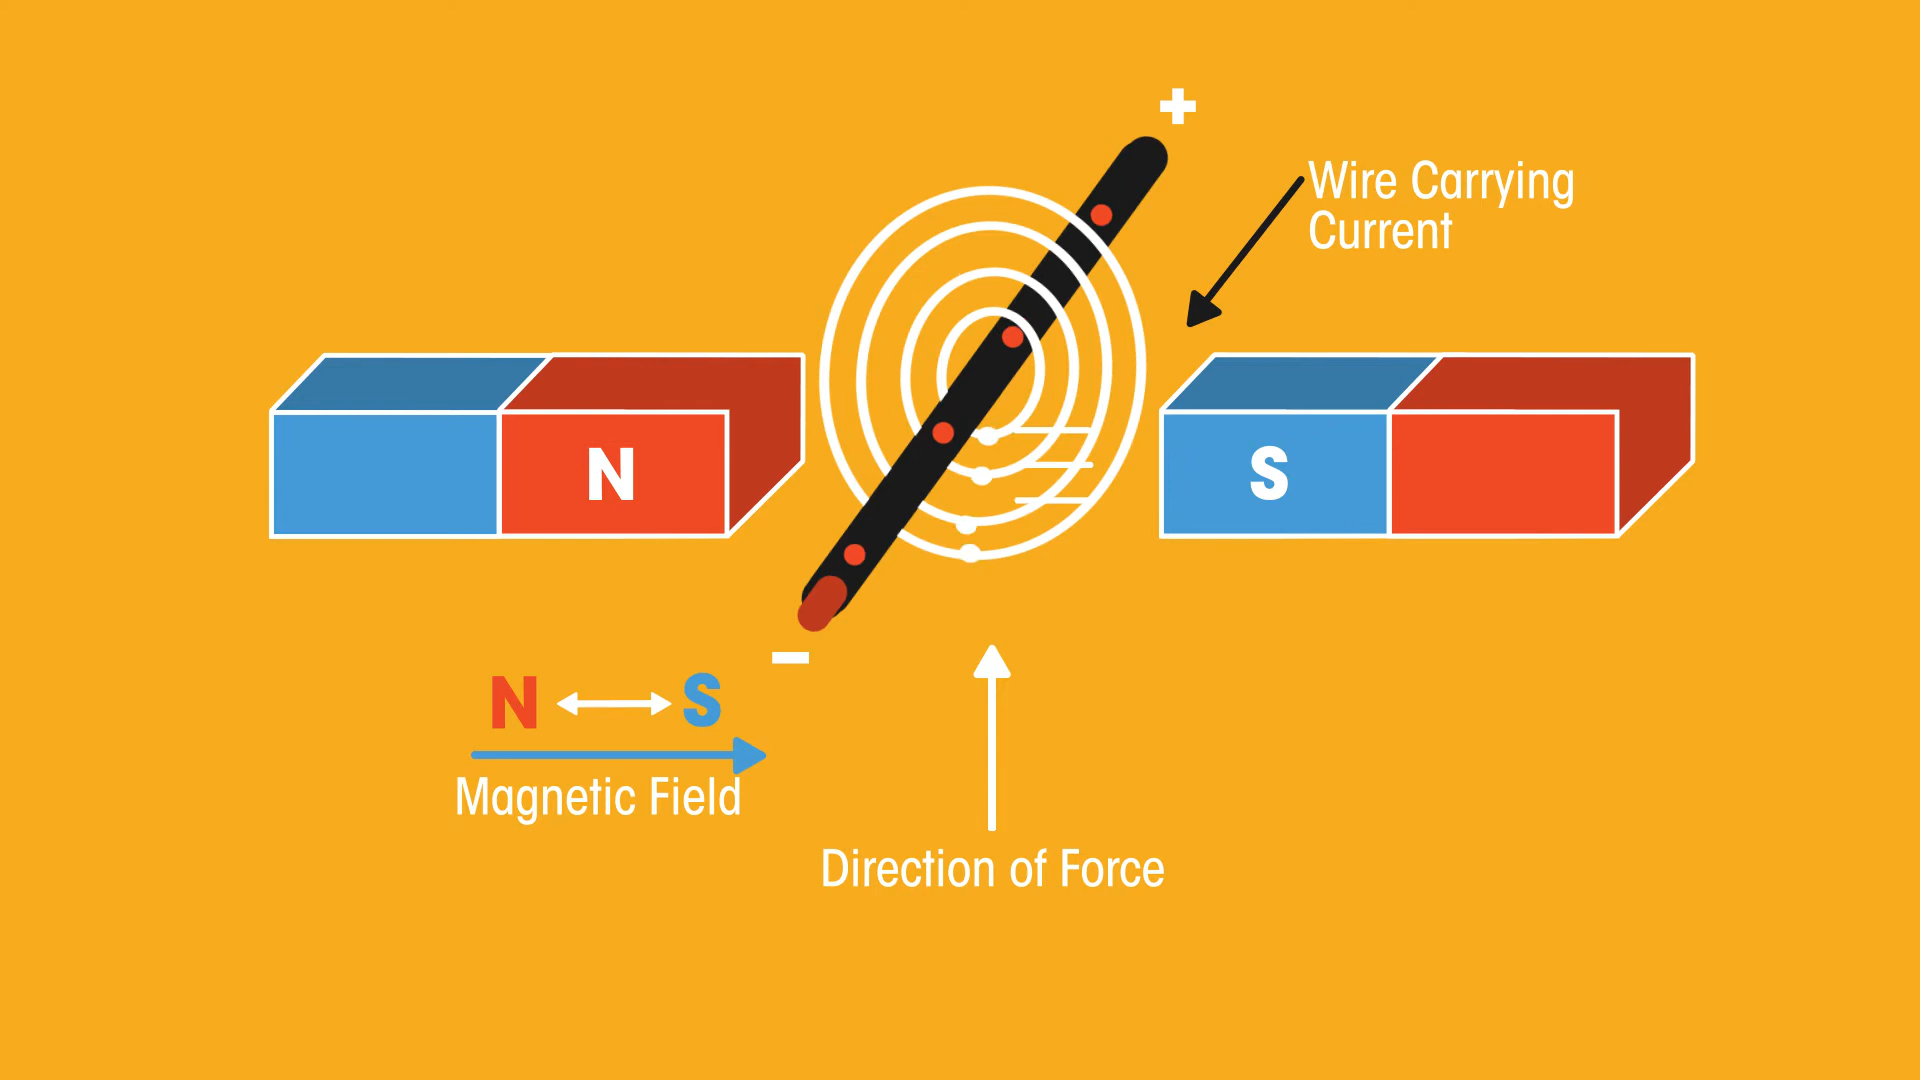 +
Wire Carrying
Current
N
S
-
N S
Magnetic Field
Direction of Force